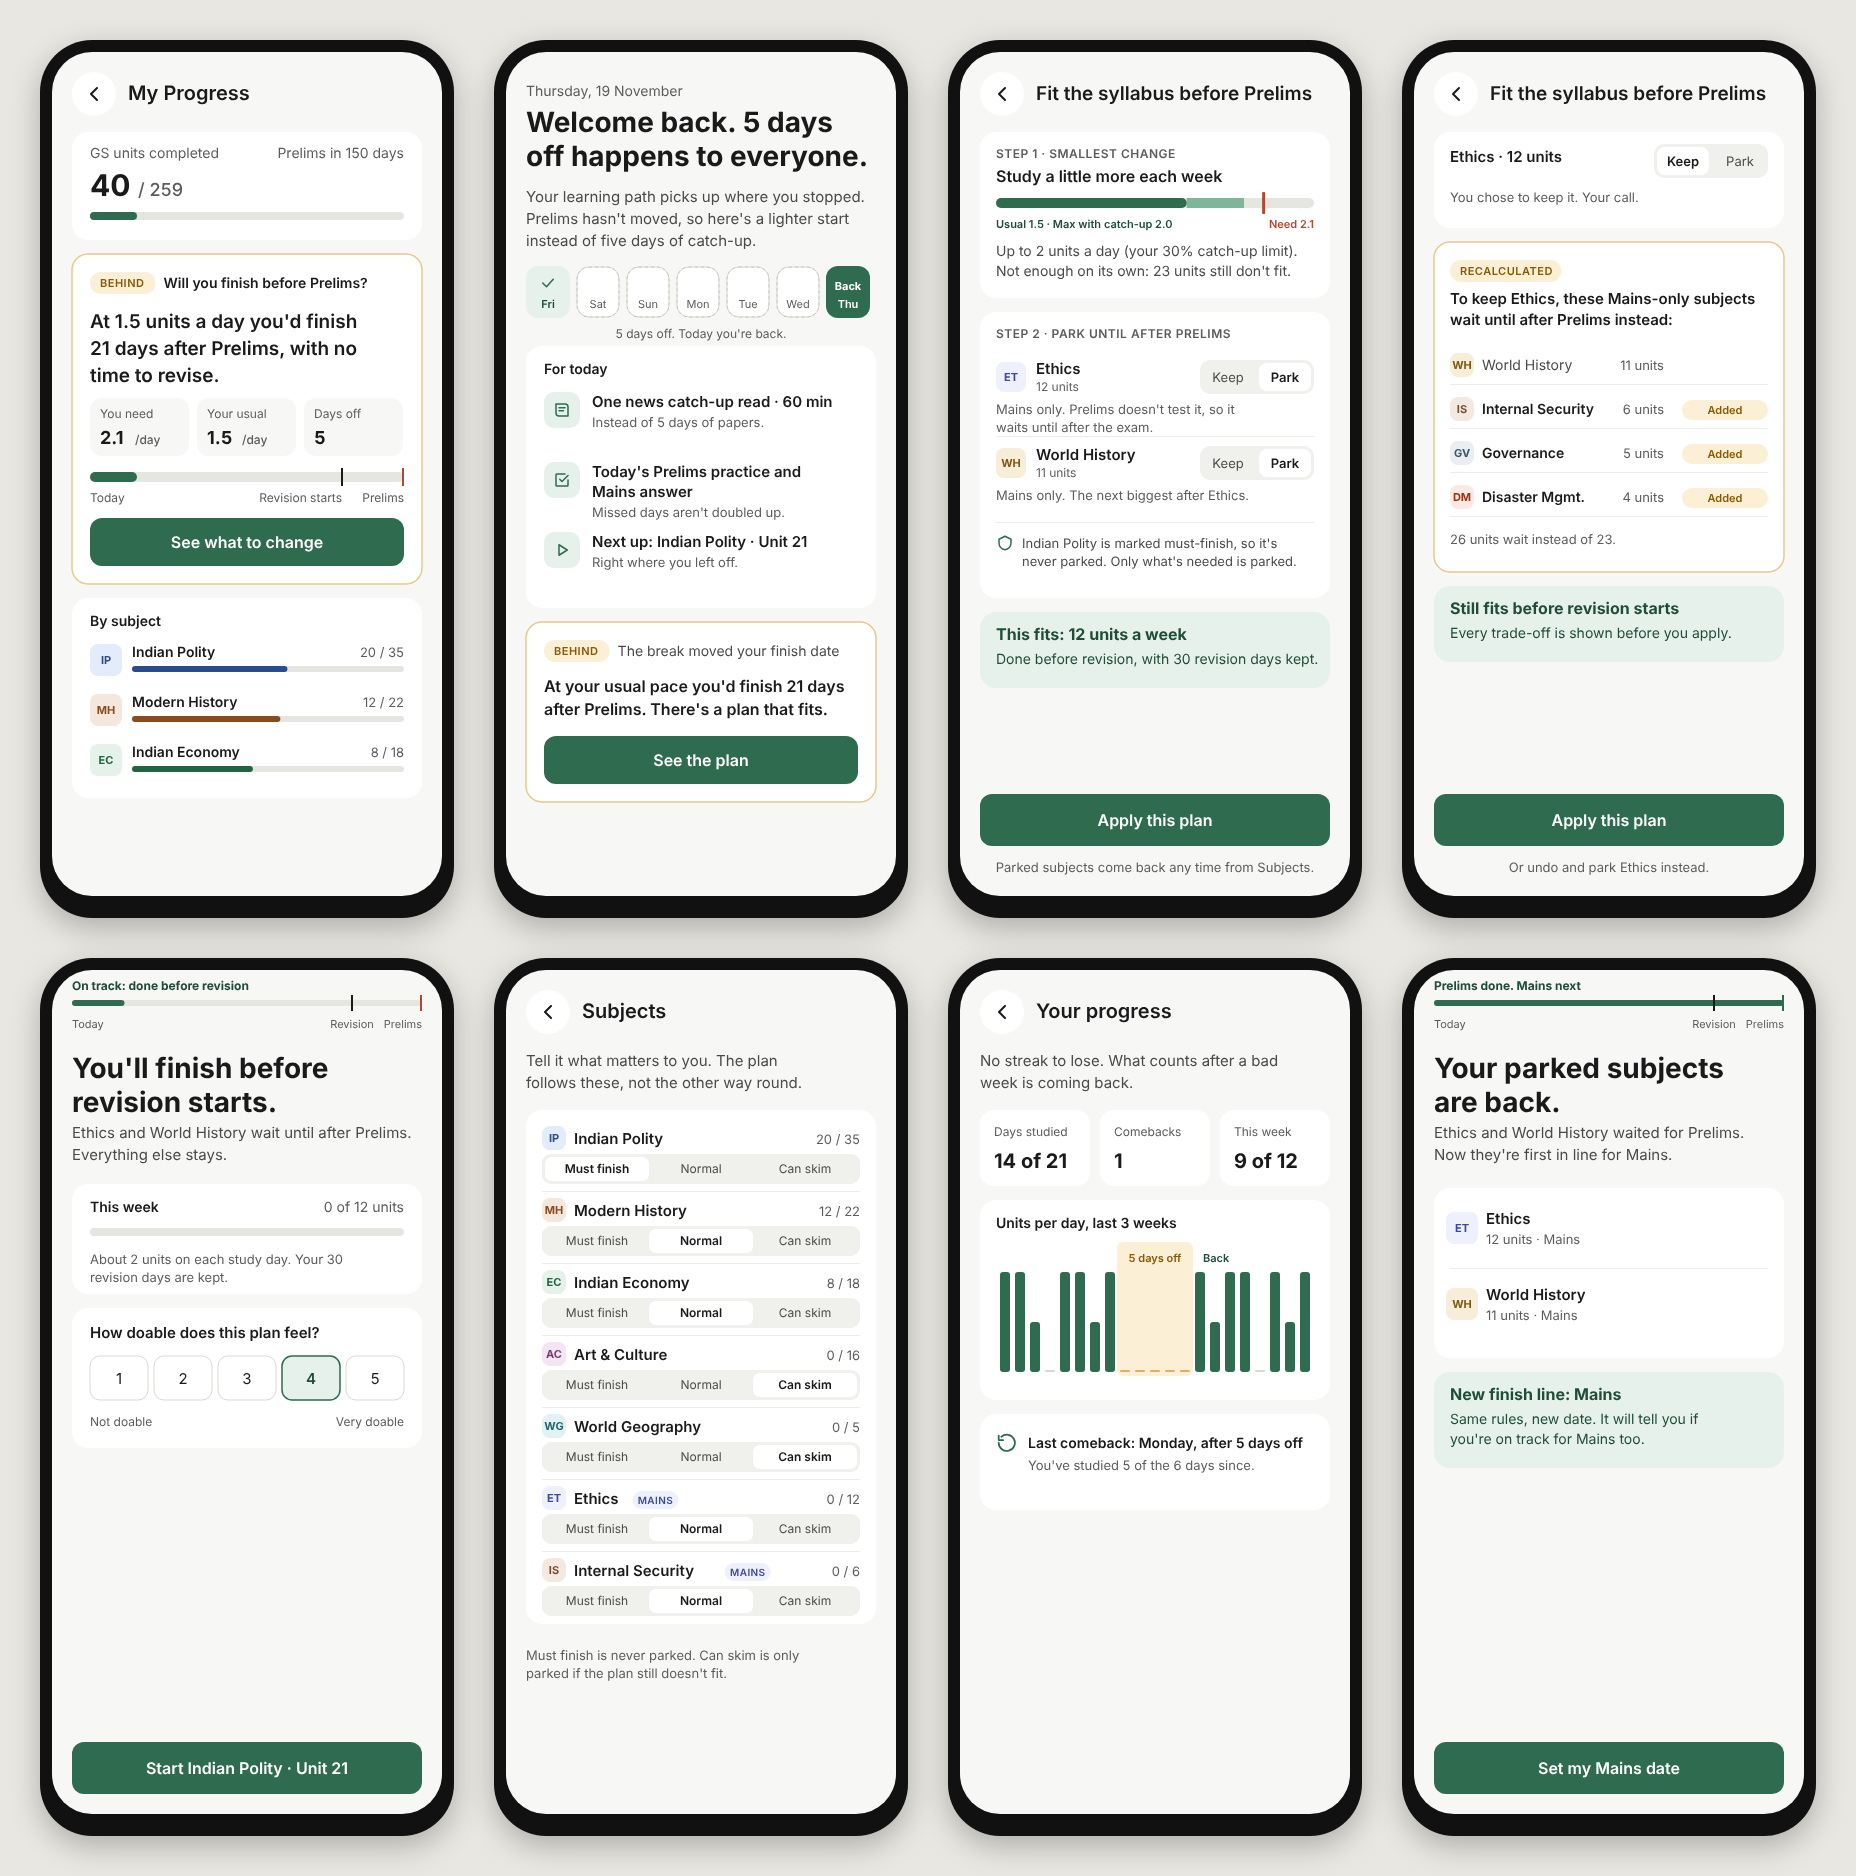 My Progress
GS units completed
Prelims in 150 days
40 / 259
BEHIND Will you finish before Prelims?
At 1.5 units a day you'd finish
21 days after Prelims, with no
time to revise.
You need
2.1 /day
Your usual
1.5 /day
Days off
5
Today
Revision starts
Prelims
See what to change
By subject
IP Indian Polity 20 / 35
MH Modern History 12 / 22
EC Indian Economy 8 / 18
Thursday, 19 November
Welcome back. 5 days
off happens to everyone.
Your learning path picks up where you stopped.
Prelims hasn't moved, so here's a lighter start
instead of five days of catch-up.
Fri
Sat
Sun
Mon
Tue
Wed
Back
Thu
5 days off. Today you're back.
For today
One news catch-up read · 60 min
Instead of 5 days of papers.
Today's Prelims practice and
Mains answer
Missed days aren't doubled up.
Next up: Indian Polity · Unit 21
Right where you left off.
BEHIND The break moved your finish date
At your usual pace you'd finish 21 days
after Prelims. There's a plan that fits.
See the plan
Fit the syllabus before Prelims
STEP 1 · SMALLEST CHANGE
Study a little more each week
Usual 1.5 · Max with catch-up 2.0
Need 2.1
Up to 2 units a day (your 30% catch-up limit).
Not enough on its own: 23 units still don't fit.
STEP 2 · PARK UNTIL AFTER PRELIMS
ET Ethics
12 units
Keep Park
Mains only. Prelims doesn't test it, so it
waits until after the exam.
WH World History
11 units
Keep Park
Mains only. The next biggest after Ethics.
Indian Polity is marked must-finish, so it's
never parked. Only what's needed is parked.
This fits: 12 units a week
Done before revision, with 30 revision days kept.
Apply this plan
Parked subjects come back any time from Subjects.
Fit the syllabus before Prelims
Ethics · 12 units
Keep Park
You chose to keep it. Your call.
RECALCULATED
To keep Ethics, these Mains-only subjects
wait until after Prelims instead:
WH World History 11 units
IS Internal Security 6 units Added
GV Governance 5 units Added
DM Disaster Mgmt. 4 units Added
26 units wait instead of 23.
Still fits before revision starts
Every trade-off is shown before you apply.
Apply this plan
Or undo and park Ethics instead.
On track: done before revision
Today
Revision
Prelims
You'll finish before
revision starts.
Ethics and World History wait until after Prelims.
Everything else stays.
This week
0 of 12 units
About 2 units on each study day. Your 30
revision days are kept.
How doable does this plan feel?
1 2 3 4 5
Not doable
Very doable
Start Indian Polity · Unit 21
Subjects
Tell it what matters to you. The plan
follows these, not the other way round.
IP Indian Polity 20 / 35
Must finish Normal Can skim
MH Modern History 12 / 22
Must finish Normal Can skim
EC Indian Economy 8 / 18
Must finish Normal Can skim
AC Art & Culture 0 / 16
Must finish Normal Can skim
WG World Geography 0 / 5
Must finish Normal Can skim
ET Ethics MAINS 0 / 12
Must finish Normal Can skim
IS Internal Security MAINS 0 / 6
Must finish Normal Can skim
Must finish is never parked. Can skim is only
parked if the plan still doesn't fit.
Your progress
No streak to lose. What counts after a bad
week is coming back.
Days studied
14 of 21
Comebacks
1
This week
9 of 12
Units per day, last 3 weeks
5 days off
Back
Last comeback: Monday, after 5 days off
You've studied 5 of the 6 days since.
Prelims done. Mains next
Today
Revision
Prelims
Your parked subjects
are back.
Ethics and World History waited for Prelims.
Now they're first in line for Mains.
ET Ethics
12 units · Mains
WH World History
11 units · Mains
New finish line: Mains
Same rules, new date. It will tell you if
you're on track for Mains too.
Set my Mains date